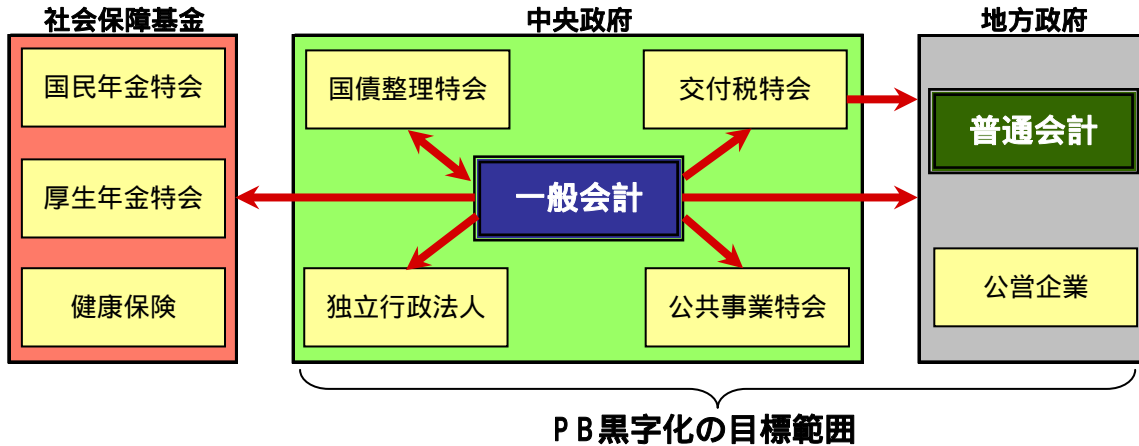 社会保障基金
国民年金特会
厚生年金特会
健康保険
中央政府
国債整理特会
交付税特会
一般会計
独立行政法人
公共事業特会
地方政府
普通会計
公営企業
PB黒字化の目標範囲